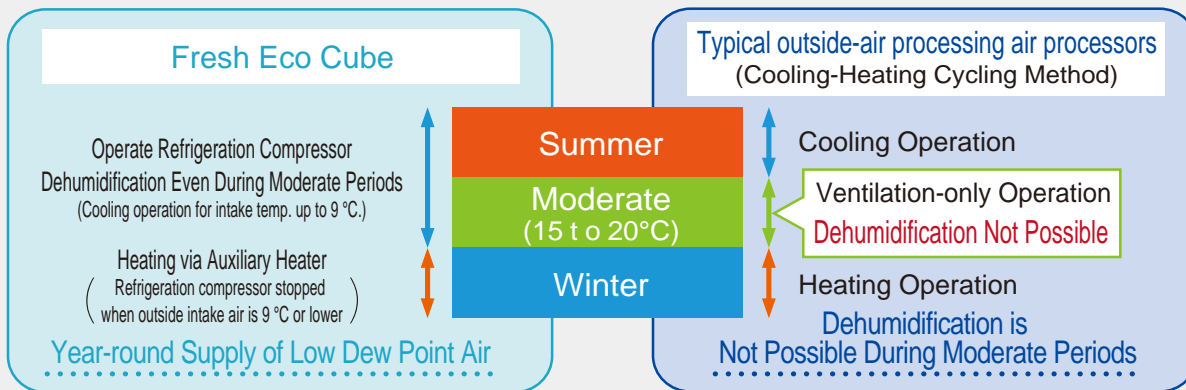 Fresh Eco Cube
Operate Refrigeration Compressor
Dehumidification Even During Moderate Periods
(Cooling operation for intake temp. up to 9 °C.)
Heating via Auxiliary Heater
(Refrigeration compressor stopped
when outside intake air is 9 °C or lower)
Year-round Supply of Low Dew Point Air
Summer
Moderate
(15 t o 20°C)
Winter
Typical outside-air processing air processors
(Cooling-Heating Cycling Method)
Cooling Operation
Ventilation-only Operation
Dehumidification Not Possible
Heating Operation
Dehumidification is
Not Possible During Moderate Periods